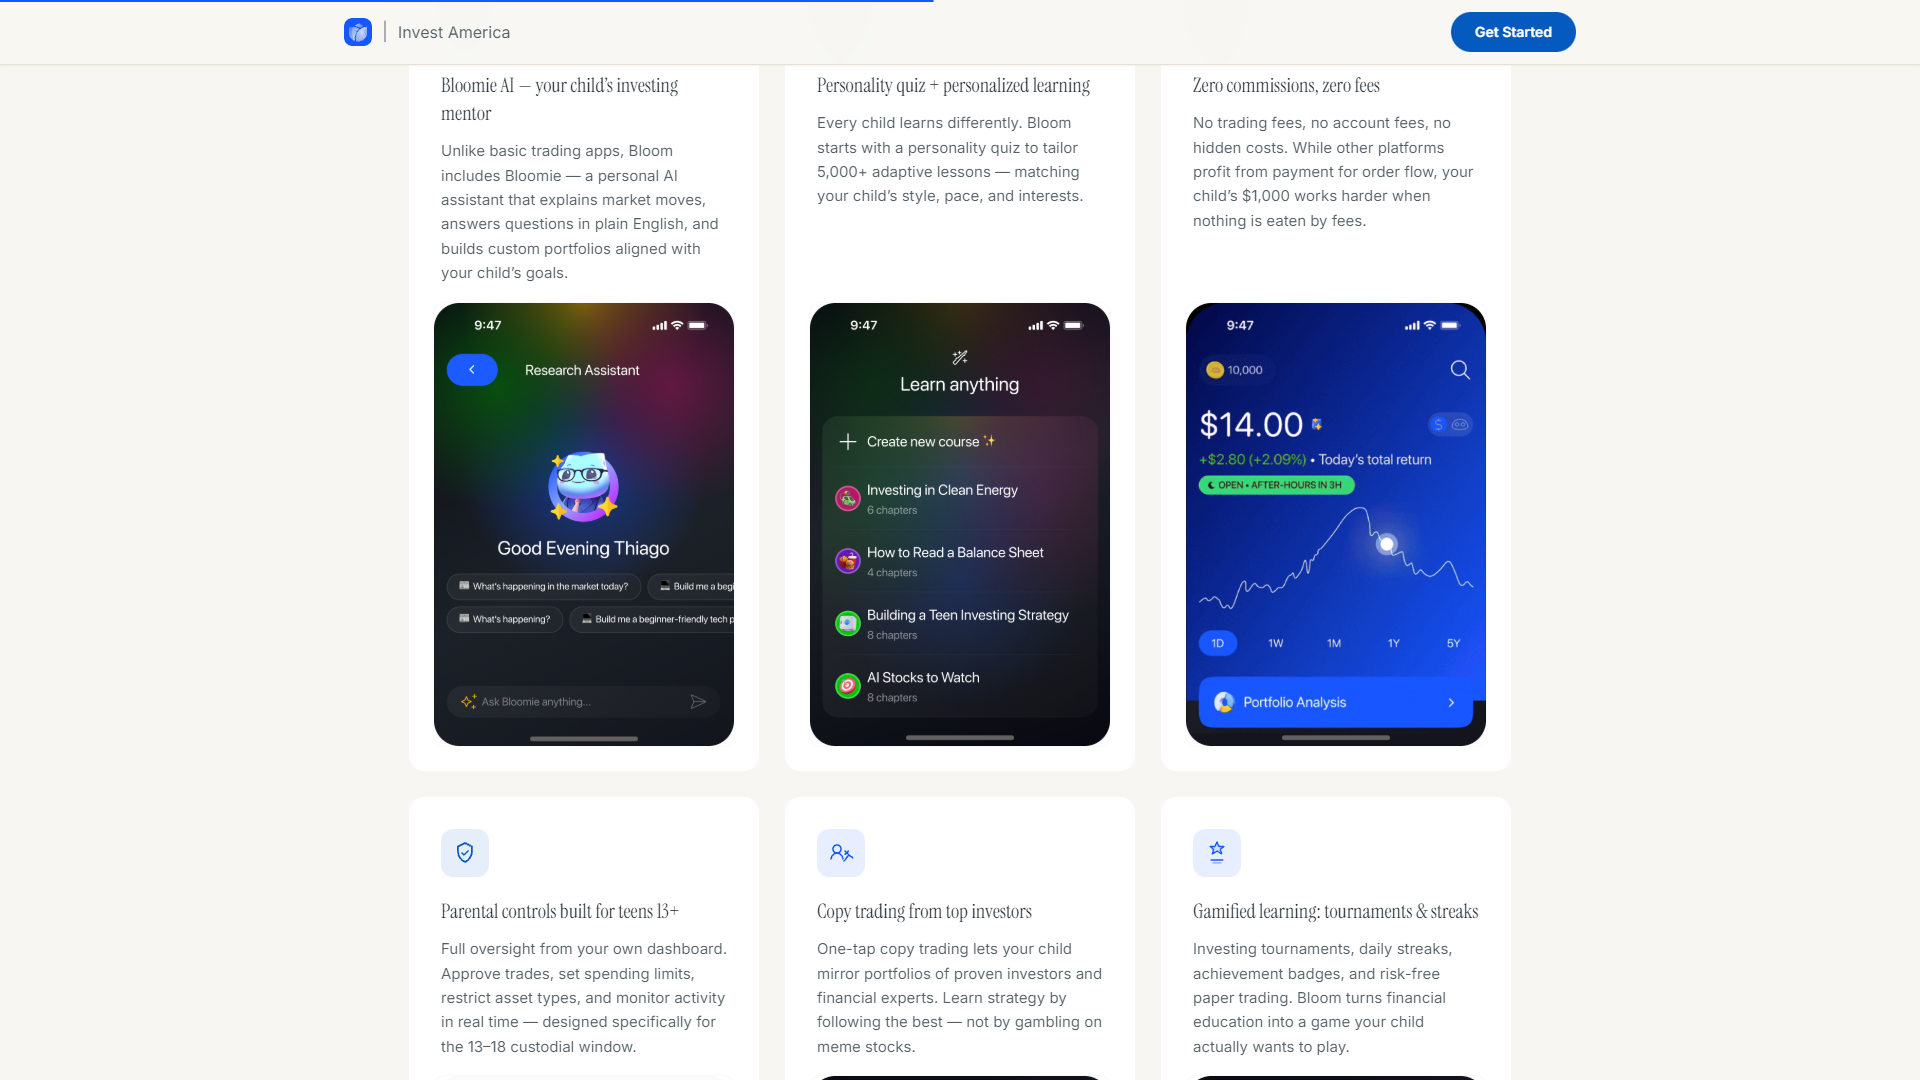 Invest America
Get Started
Bloomie AI — your child's investing
mentor
Unlike basic trading apps, Bloom
includes Bloomie — a personal AI
assistant that explains market moves,
answers questions in plain English, and
builds custom portfolios aligned with
your child's goals.
9:47
Research Assistant
Good Evening Thiago
What's happening in the market today?
Build me a begi
What's happening?
Build me a beginner-friendly tech p
Ask Bloomie anything...
Personality quiz + personalized learning
Every child learns differently. Bloom
starts with a personality quiz to tailor
5,000+ adaptive lessons — matching
your child's style, pace, and interests.
9:47
Learn anything
Create new course
Investing in Clean Energy
6 chapters
How to Read a Balance Sheet
4 chapters
Building a Teen Investing Strategy
8 chapters
AI Stocks to Watch
8 chapters
Zero commissions, zero fees
No trading fees, no account fees, no
hidden costs. While other platforms
profit from payment for order flow, your
child's $1,000 works harder when
nothing is eaten by fees.
9:47
10,000
$14.00
+$2.80 (+2.09%) • Today's total return
OPEN • AFTER-HOURS IN 3H
1D 1W 1M 1Y 5Y
Portfolio Analysis
Parental controls built for teens 13+
Full oversight from your own dashboard.
Approve trades, set spending limits,
restrict asset types, and monitor activity
in real time — designed specifically for
the 13–18 custodial window.
Copy trading from top investors
One-tap copy trading lets your child
mirror portfolios of proven investors and
financial experts. Learn strategy by
following the best — not by gambling on
meme stocks.
Gamified learning: tournaments & streaks
Investing tournaments, daily streaks,
achievement badges, and risk-free
paper trading. Bloom turns financial
education into a game your child
actually wants to play.